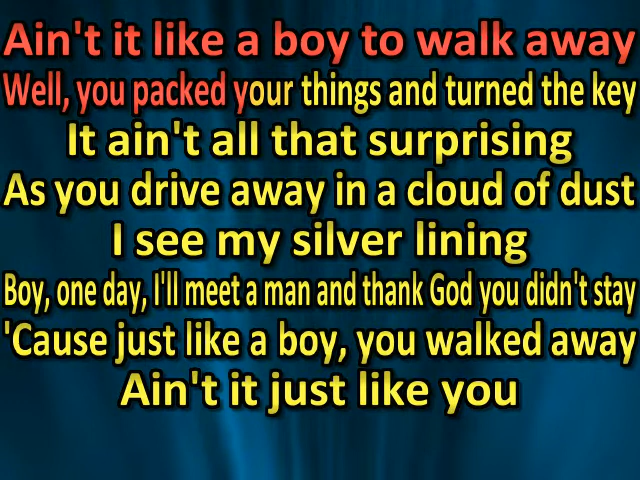 Ain't it like a boy to walk away
Well, you packed your things and turned the key
It ain't all that surprising
As you drive away in a cloud of dust
I see my silver lining
Boy, one day, I'll meet a man and thank God you didn't stay
'Cause just like a boy, you walked away
Ain't it just like you